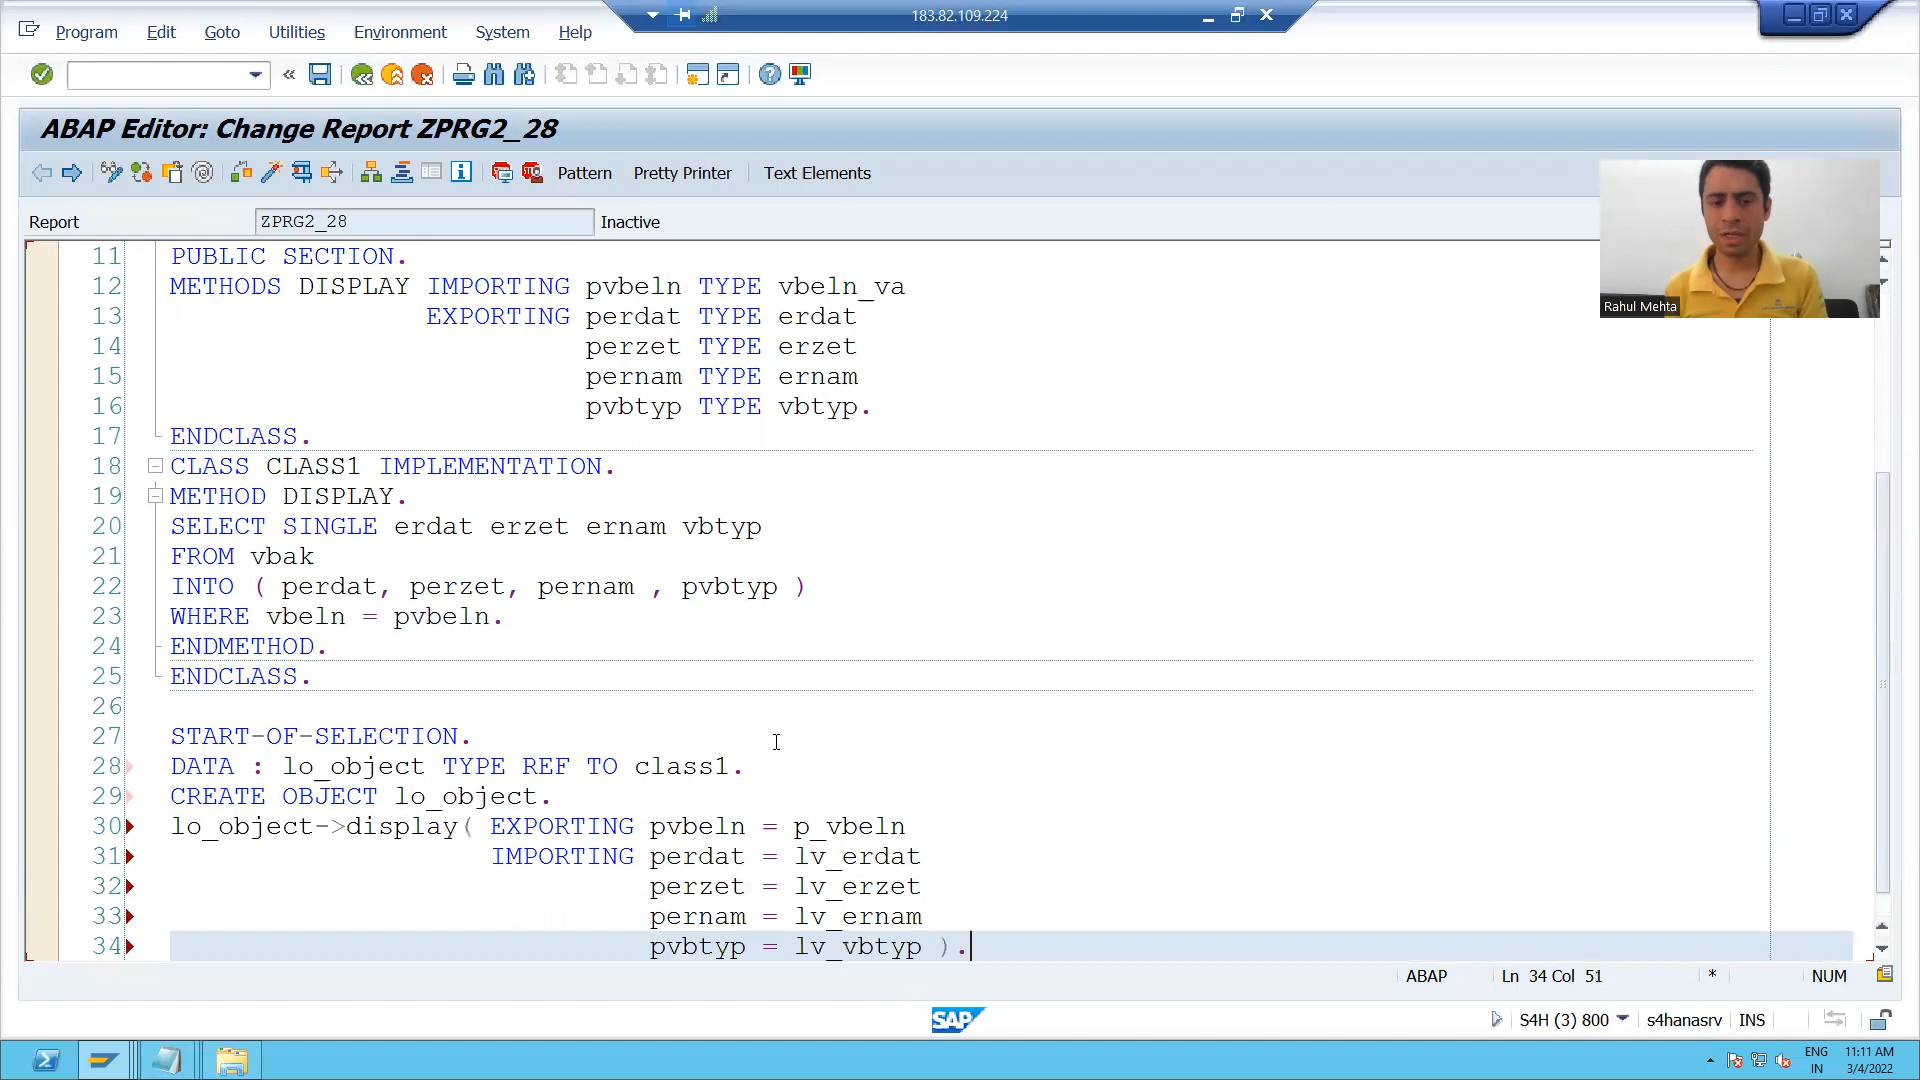 183.82.109.224
Program Edit Goto Utilities Environment System Help
ABAP Editor: Change Report ZPRG2_28
Pattern Pretty Printer Text Elements
Report ZPRG2_28 Inactive
11 PUBLIC SECTION.
12 METHODS DISPLAY IMPORTING pvbeln TYPE vbeln_va
13 EXPORTING perdat TYPE erdat
14 perzet TYPE erzet
15 pernam TYPE ernam
16 pvbtyp TYPE vbtyp.
17 ENDCLASS.
18 CLASS CLASS1 IMPLEMENTATION.
19 METHOD DISPLAY.
20 SELECT SINGLE erdat erzet ernam vbtyp
21 FROM vbak
22 INTO ( perdat, perzet, pernam , pvbtyp )
23 WHERE vbeln = pvbeln.
24 ENDMETHOD.
25 ENDCLASS.
26
27 START-OF-SELECTION.
28 DATA : lo_object TYPE REF TO class1.
29 CREATE OBJECT lo_object.
30 lo_object->display( EXPORTING pvbeln = p_vbeln
31 IMPORTING perdat = lv_erdat
32 perzet = lv_erzet
33 pernam = lv_ernam
34 pvbtyp = lv_vbtyp ).
Rahul Mehta
ABAP Ln 34 Col 51 * NUM
SAP
S4H (3) 800 s4hanasrv INS
ENG 11:11 AM
IN 3/4/2022